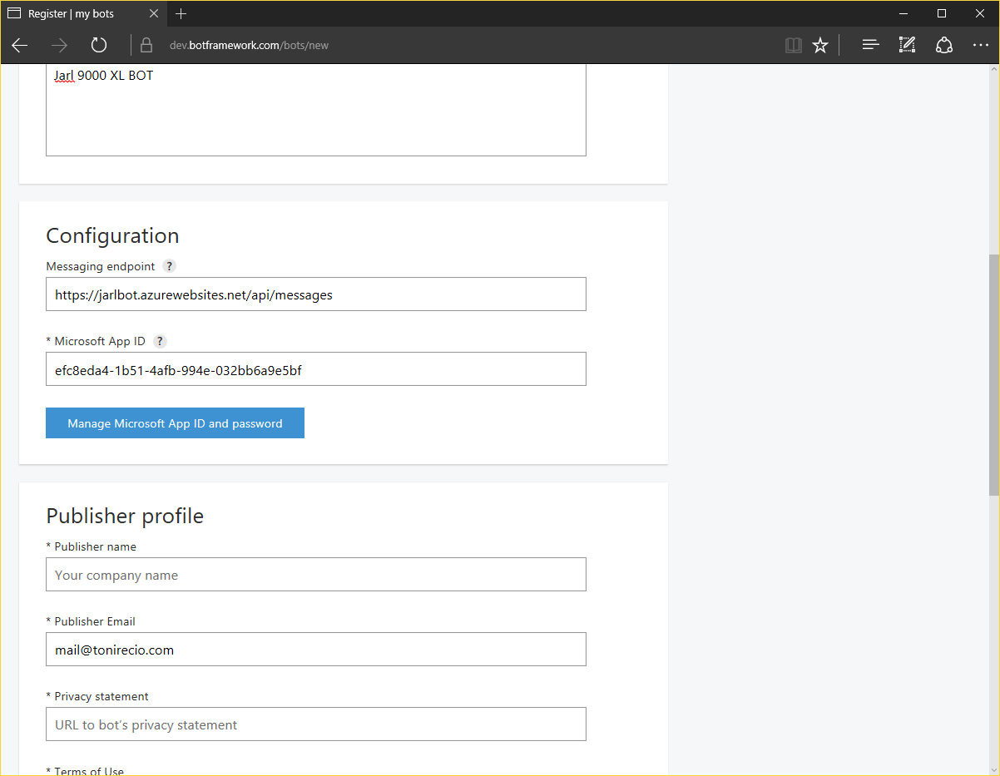 Register | my bots
dev.botframework.com/bots/new
Jarl 9000 XL BOT
Configuration
Messaging endpoint ?
https://jarlbot.azurewebsites.net/api/messages
* Microsoft App ID ?
efc8eda4-1b51-4afb-994e-032bb6a9e5bf
Manage Microsoft App ID and password
Publisher profile
* Publisher name
Your company name
* Publisher Email
mail@tonirecio.com
* Privacy statement
URL to bot's privacy statement
* Terms of Use